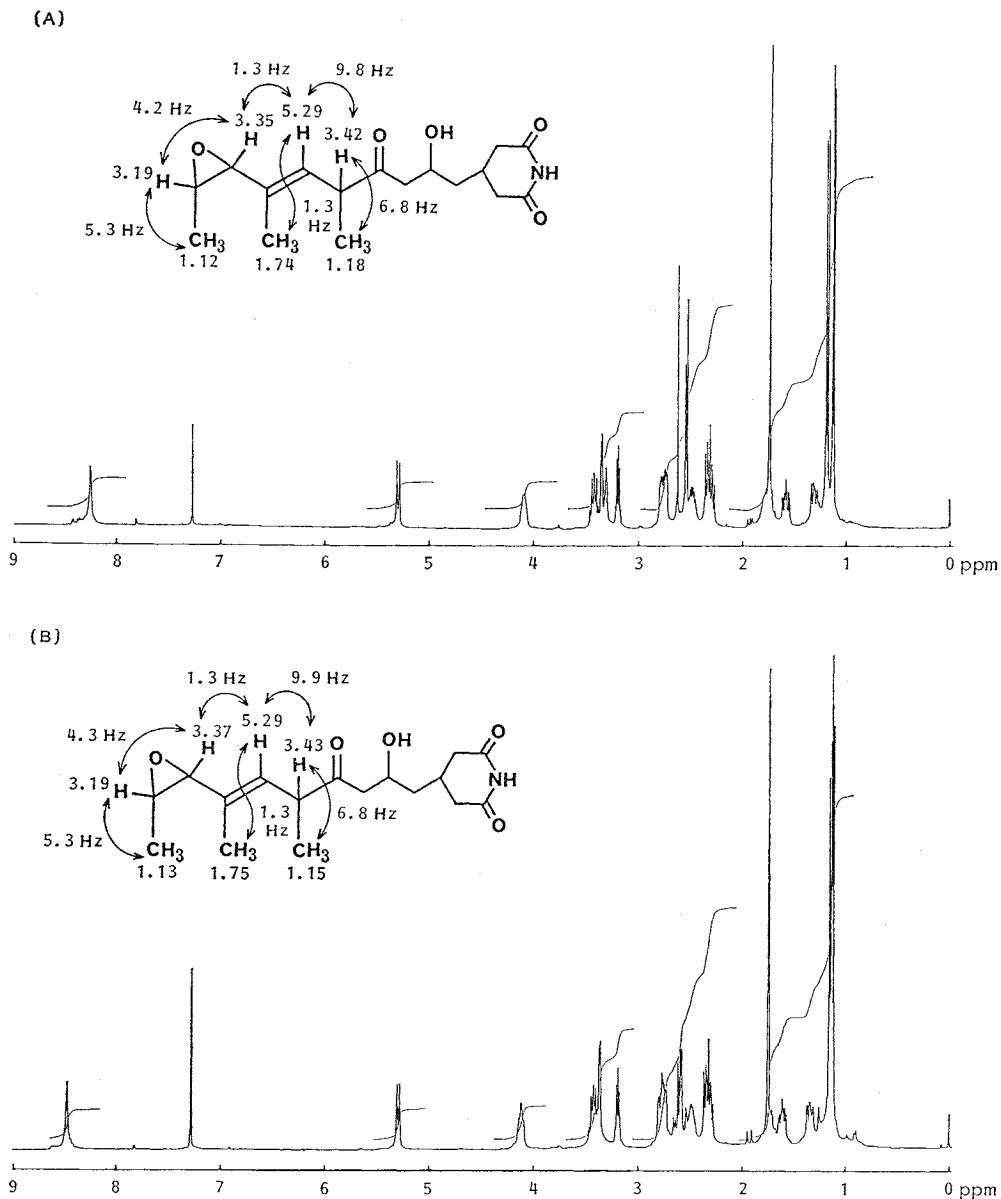 (A)
1.3 Hz
9.8 Hz
4.2 Hz
5.29
3.35
H
3.42
H
O
OH
O
H
H
O
3.19
H
NH
1.3
Hz
6.8 Hz
O
5.3 Hz
CH3
CH3
CH3
1.12
1.74
1.18
9
8
7
6
5
4
3
2
1
0 ppm
(B)
1.3 Hz
9.9 Hz
4.3 Hz
5.29
3.37
H
3.43
H
O
OH
O
H
O
3.19
H
NH
1.3
Hz
6.8 Hz
O
5.3 Hz
CH3
CH3
CH3
1.13
1.75
1.15
9
8
7
6
5
4
3
2
1
0 ppm